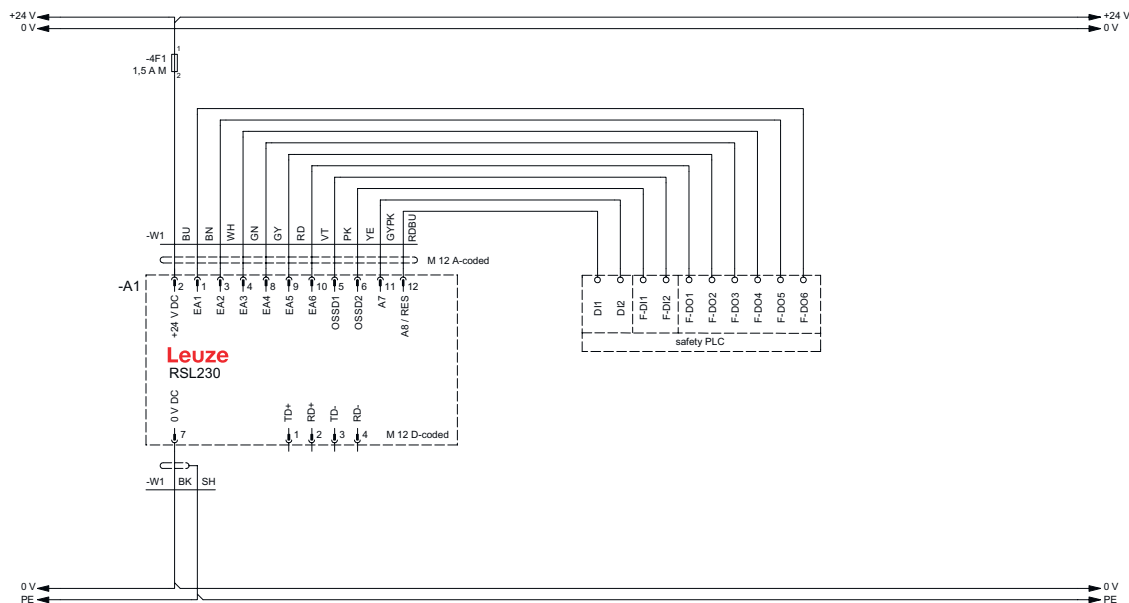 +24 V
+24 V
0 V
0 V
-4F1
1
1,5 A M
2
-W1
BU
BN
WH
GN
GY
RD
VT
PK
YE
GYPK
RDBU
M 12 A-coded
-A1
2
1
3
4
8
9
10
5
6
11
12
+24 V DC
EA1
EA2
EA3
EA4
EA5
EA6
OSSD1
OSSD2
A7
A8 / RES
DI1
DI2
F-DI1
F-DI2
F-DO1
F-DO2
F-DO3
F-DO4
F-DO5
F-DO6
safety PLC
Leuze
RSL230
0 V DC
TD+
RD+
TD-
RD-
7
1
2
3
4
M 12 D-coded
-W1
BK
SH
0 V
0 V
PE
PE